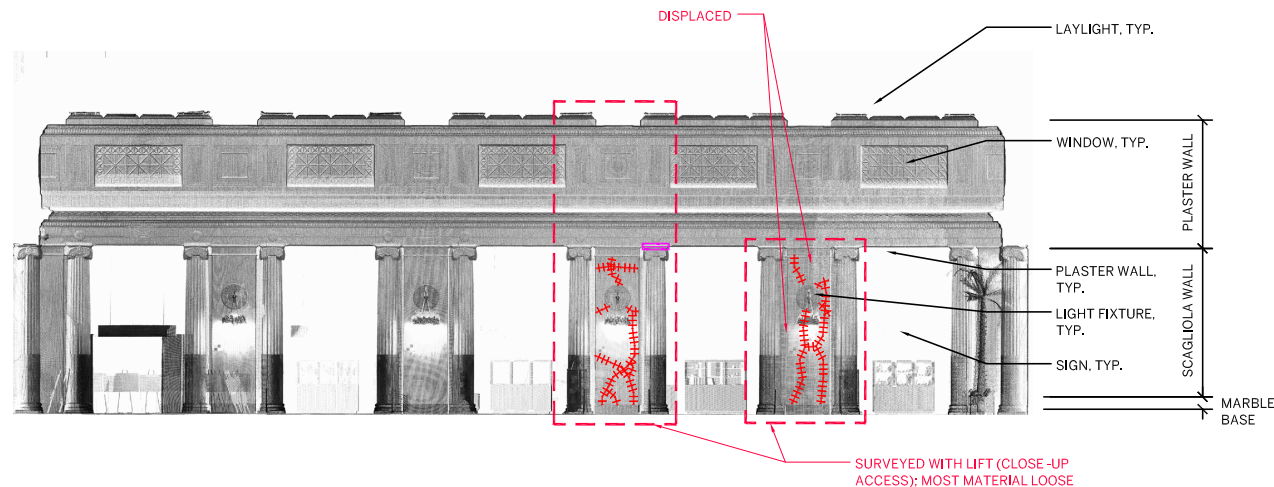 DISPLACED
LAYLIGHT, TYP.
WINDOW, TYP.
PLASTER WALL
PLASTER WALL,
TYP.
LIGHT FIXTURE,
TYP.
SIGN, TYP.
SCAGLIOLA WALL
MARBLE
BASE
SURVEYED WITH LIFT (CLOSE-UP
ACCESS); MOST MATERIAL LOOSE